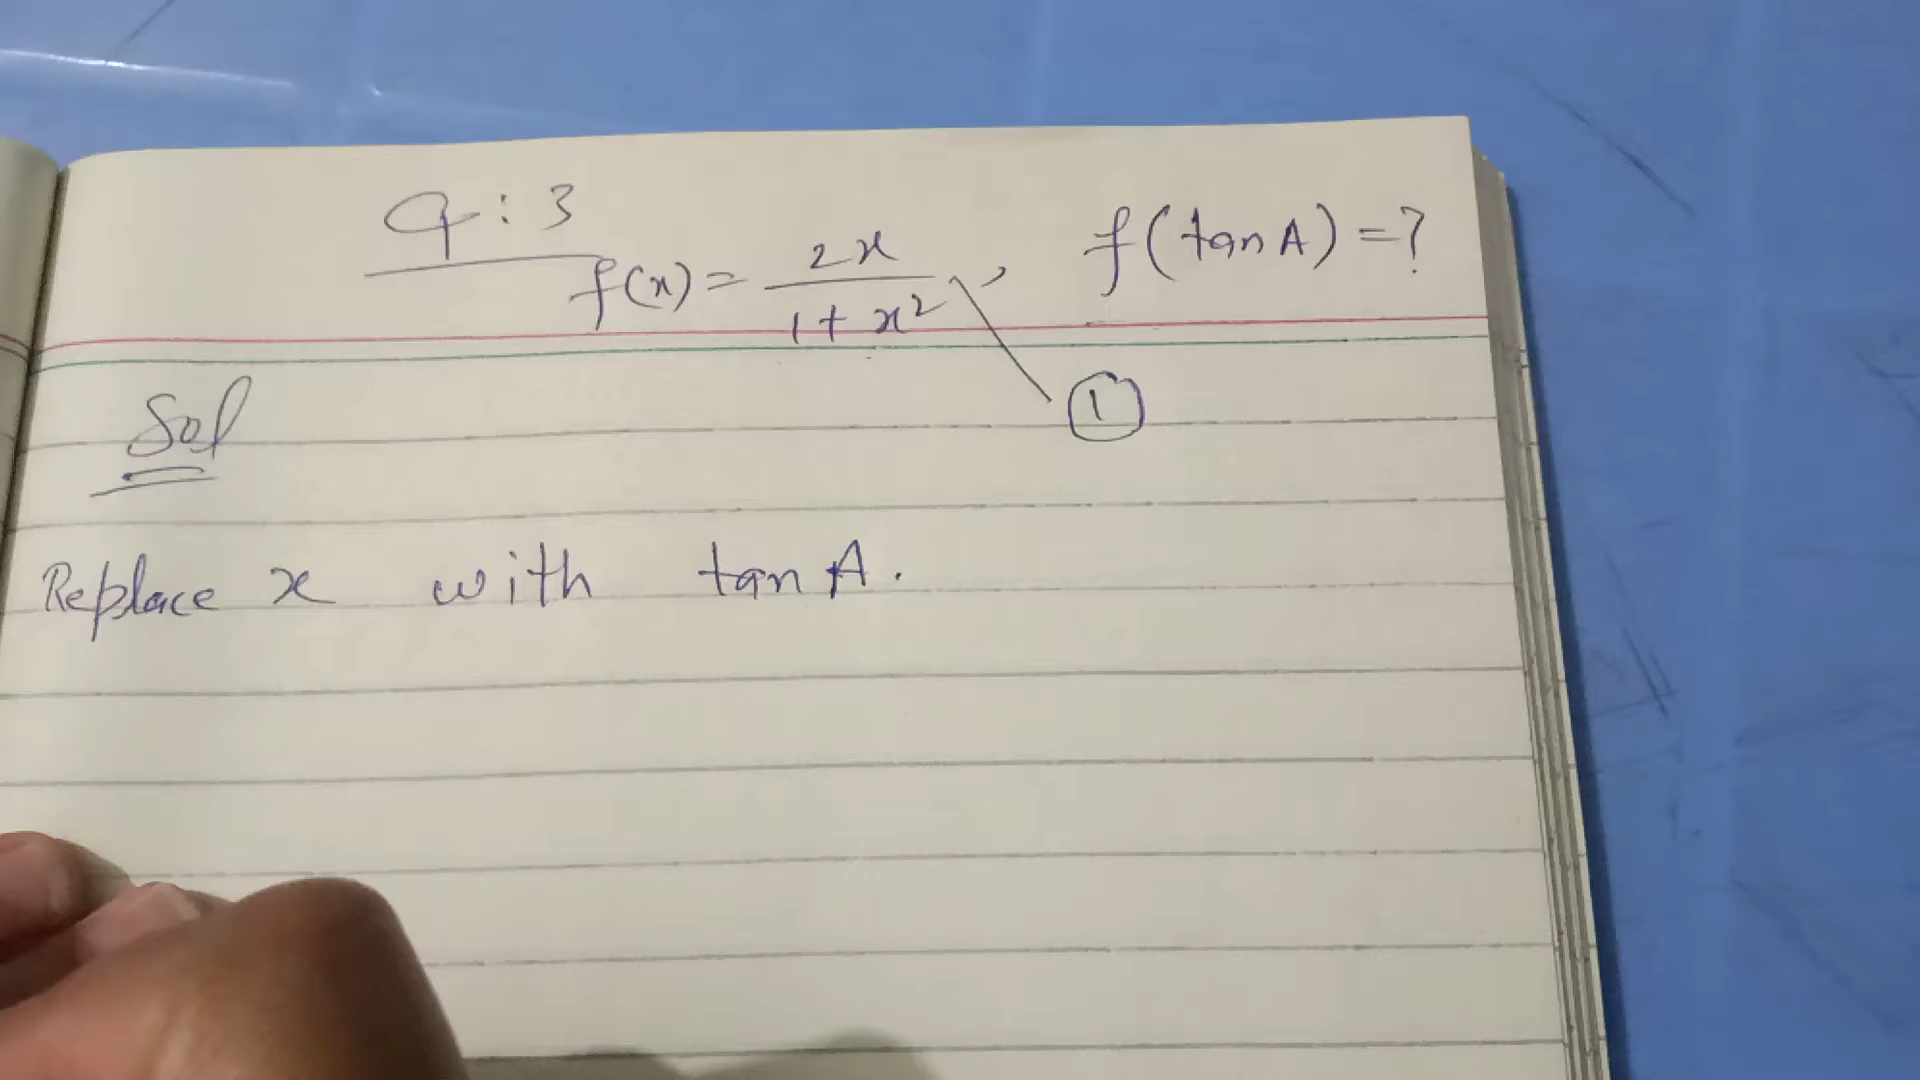 Q : 3
f(x) = 2x / 1 + x² , f(tan A) = ?
1
Sol
Replace x with tan A.